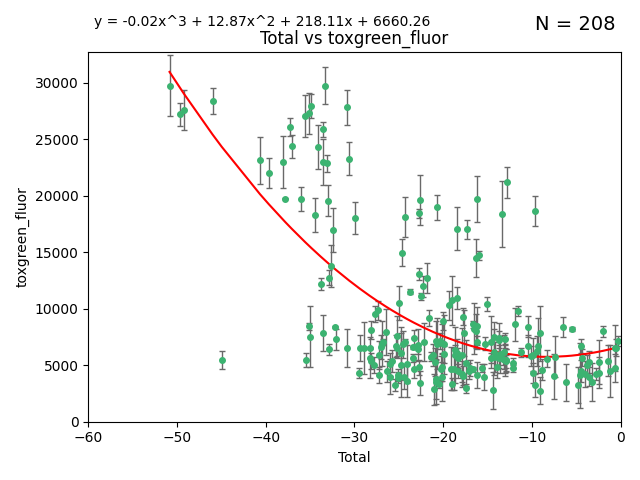 y = -0.02x^3 + 12.87x^2 + 218.11x + 6660.26
N = 208
Total vs toxgreen_fluor
30000
25000
20000
15000
10000
5000
0
toxgreen_fluor
−60
−50
−40
−30
−20
−10
0
Total